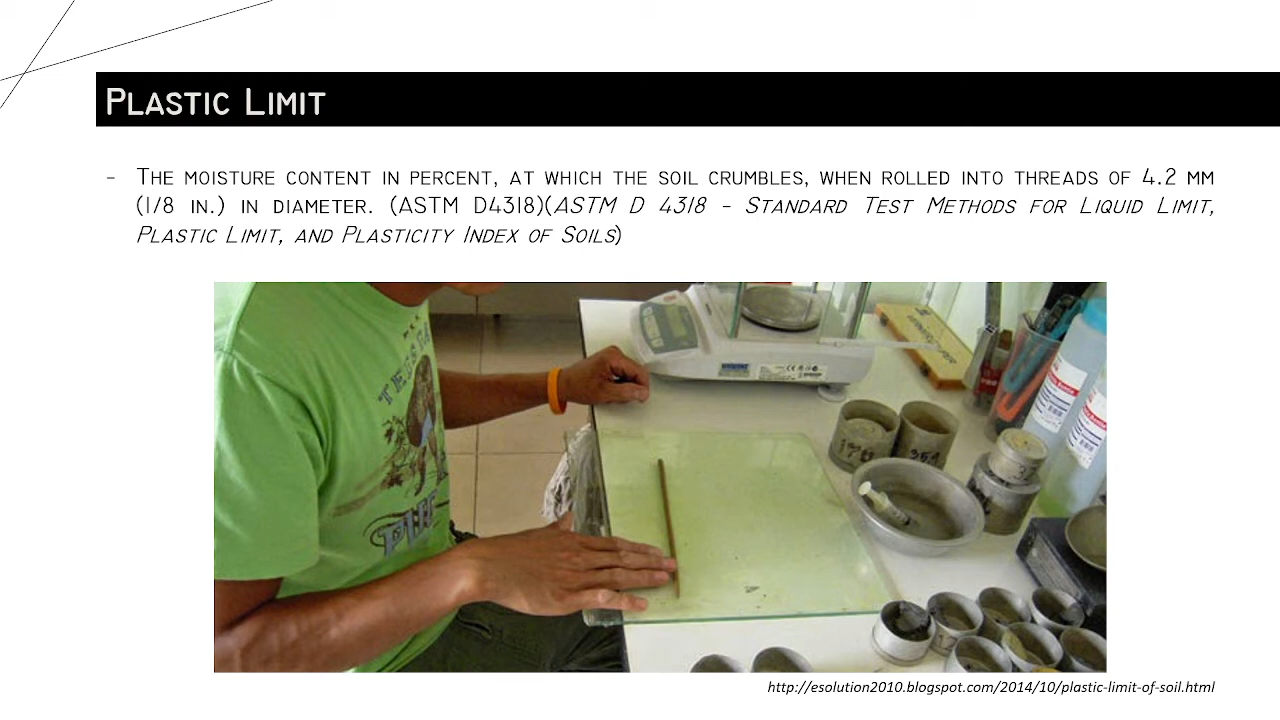 Plastic Limit
- The moisture content in percent, at which the soil crumbles, when rolled into threads of 4.2 mm
(1/8 in.) in diameter. (ASTM D4318)(ASTM D 4318 - Standard Test Methods for Liquid Limit,
Plastic Limit, and Plasticity Index of Soils)
351
http://esolution2010.blogspot.com/2014/10/plastic-limit-of-soil.html